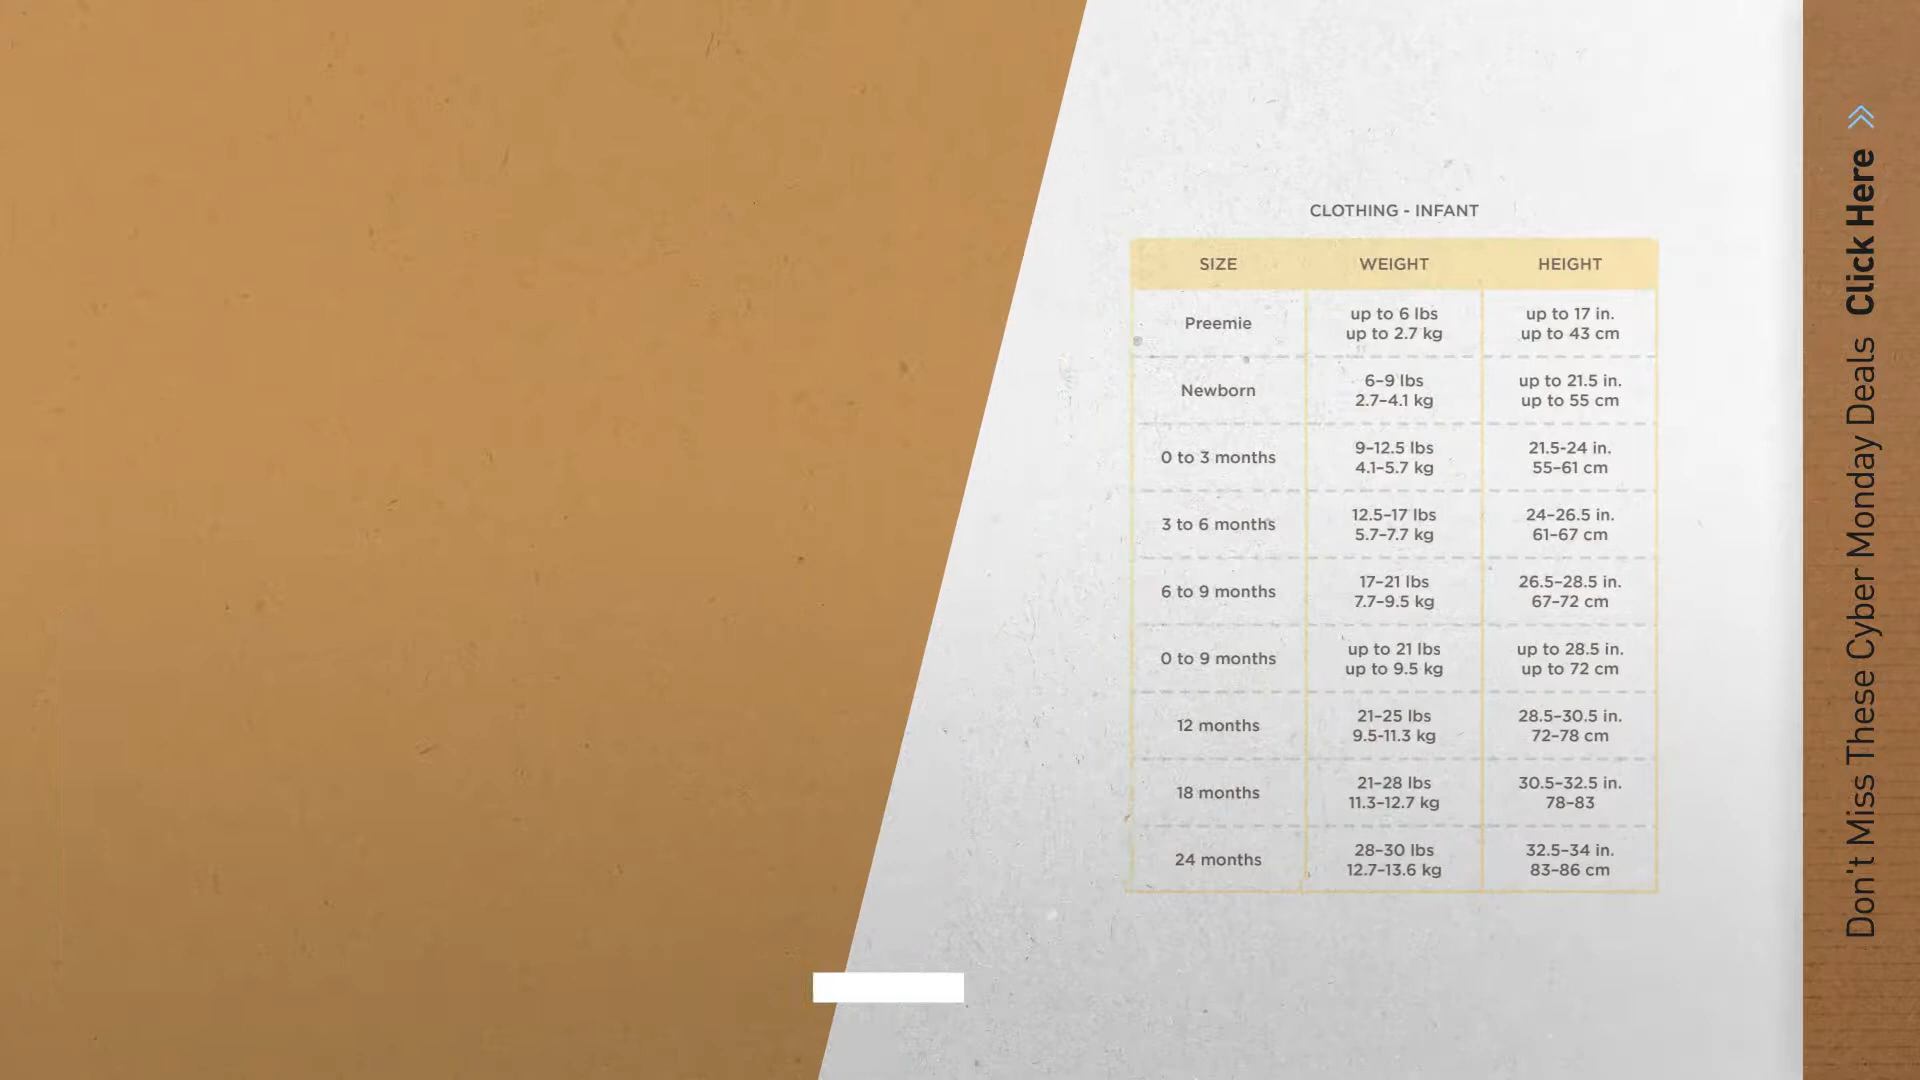 CLOTHING - INFANT
SIZE WEIGHT HEIGHT
Preemie
up to 6 lbs
up to 2.7 kg
up to 17 in.
up to 43 cm
Newborn
6–9 lbs
2.7–4.1 kg
up to 21.5 in.
up to 55 cm
0 to 3 months
9–12.5 lbs
4.1–5.7 kg
21.5-24 in.
55–61 cm
3 to 6 months
12.5–17 lbs
5.7–7.7 kg
24–26.5 in.
61–67 cm
6 to 9 months
17–21 lbs
7.7–9.5 kg
26.5–28.5 in.
67–72 cm
0 to 9 months
up to 21 lbs
up to 9.5 kg
up to 28.5 in.
up to 72 cm
12 months
21–25 lbs
9.5-11.3 kg
28.5–30.5 in.
72–78 cm
18 months
21–28 lbs
11.3–12.7 kg
30.5–32.5 in.
78–83
24 months
28–30 lbs
12.7–13.6 kg
32.5–34 in.
83–86 cm
Don't Miss These Cyber Monday Deals Click Here